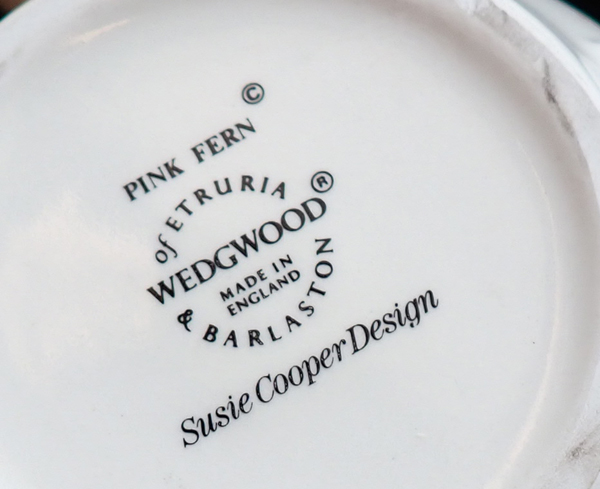 ©
PINK FERN
of ETRURIA
WEDGWOOD®
MADE IN
ENGLAND
& BARLASTON
Susie Cooper Design